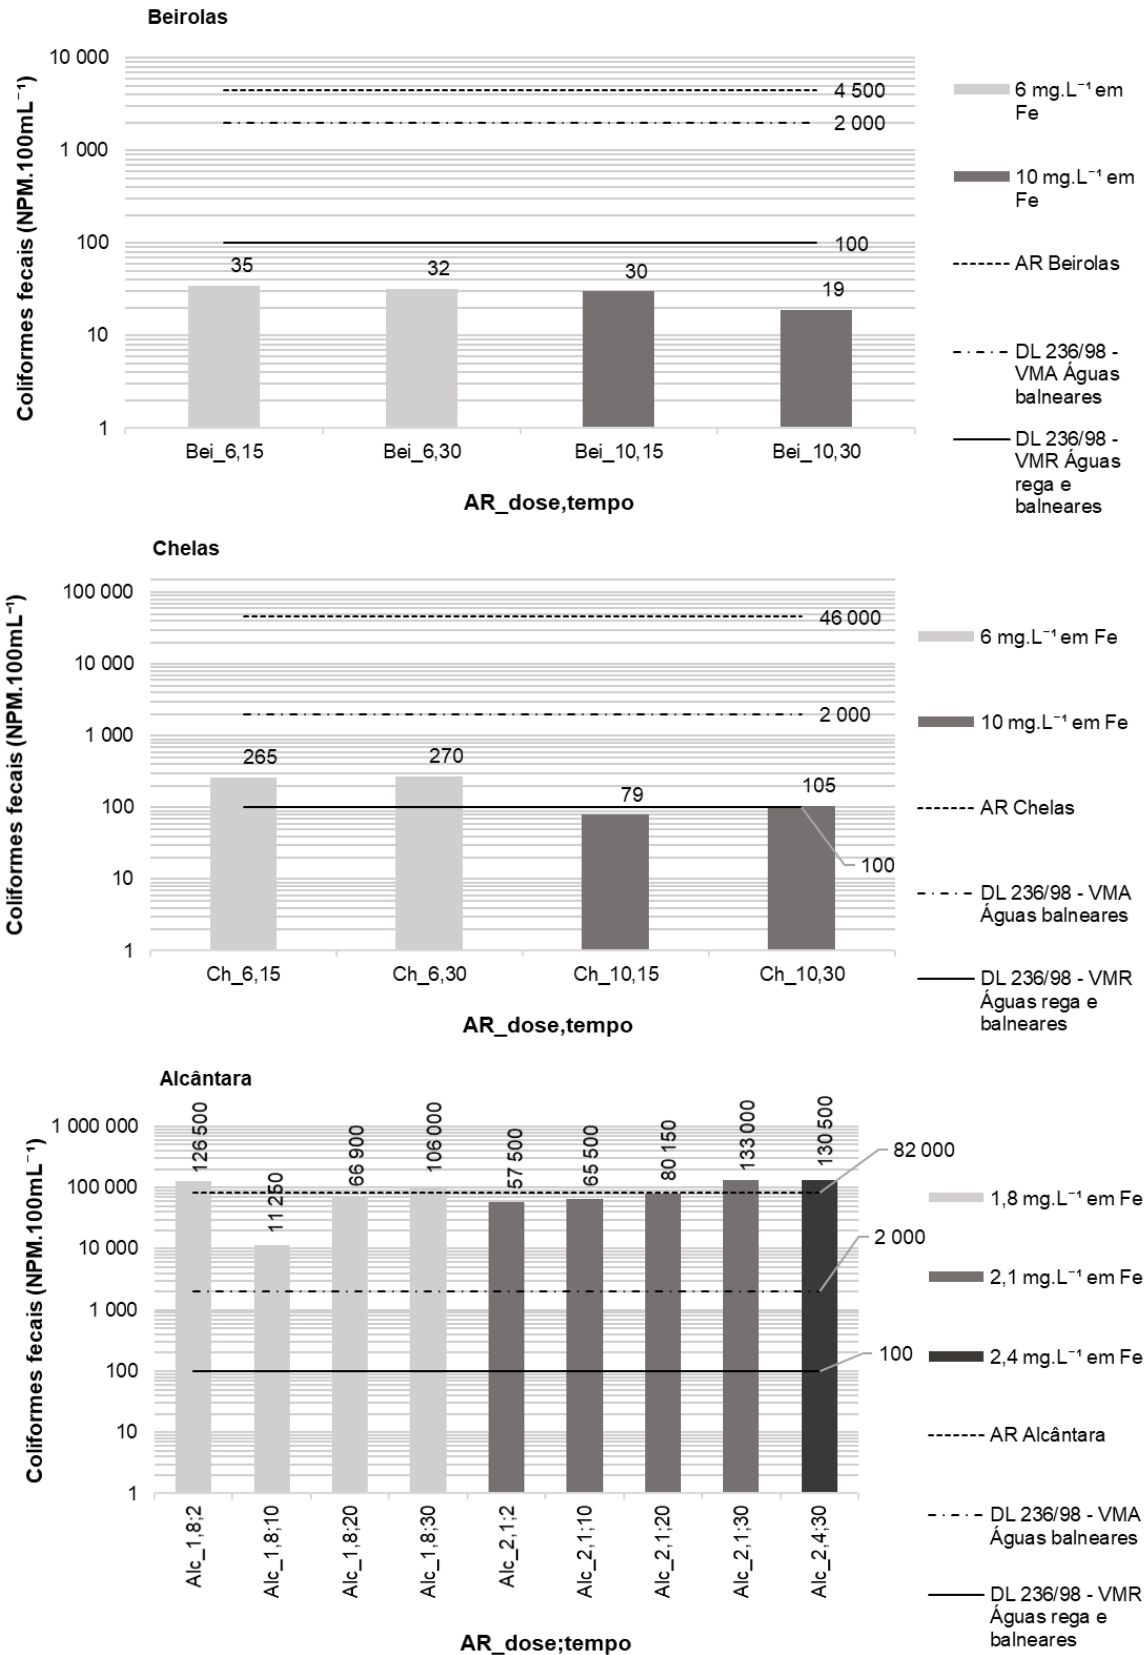 Beirolas
Coliformes fecais (NPM.100mL⁻¹)
10 000
1 000
100
10
1
4 500
2 000
100
35
32
30
19
Bei_6,15
Bei_6,30
Bei_10,15
Bei_10,30
AR_dose,tempo
6 mg.L⁻¹ em
Fe
10 mg.L⁻¹ em
Fe
AR Beirolas
DL 236/98 -
VMA Águas
balneares
DL 236/98 -
VMR Águas
rega e
balneares
Chelas
Coliformes fecais (NPM.100mL⁻¹)
100 000
10 000
1 000
100
10
1
46 000
2 000
265
270
79
105
100
Ch_6,15
Ch_6,30
Ch_10,15
Ch_10,30
AR_dose,tempo
6 mg.L⁻¹ em Fe
10 mg.L⁻¹ em Fe
AR Chelas
DL 236/98 - VMA
Águas balneares
DL 236/98 - VMR
Águas rega e
balneares
Alcântara
Coliformes fecais (NPM.100mL⁻¹)
1 000 000
100 000
10 000
1 000
100
10
1
126 500
11 250
66 900
106 000
57 500
65 500
80 150
133 000
130 500
82 000
2 000
100
Alc_1,8;2
Alc_1,8;10
Alc_1,8;20
Alc_1,8;30
Alc_2,1;2
Alc_2,1;10
Alc_2,1;20
Alc_2,1;30
Alc_2,4;30
AR_dose;tempo
1,8 mg.L⁻¹ em Fe
2,1 mg.L⁻¹ em Fe
2,4 mg.L⁻¹ em Fe
AR Alcântara
DL 236/98 - VMA
Águas balneares
DL 236/98 - VMR
Águas rega e
balneares